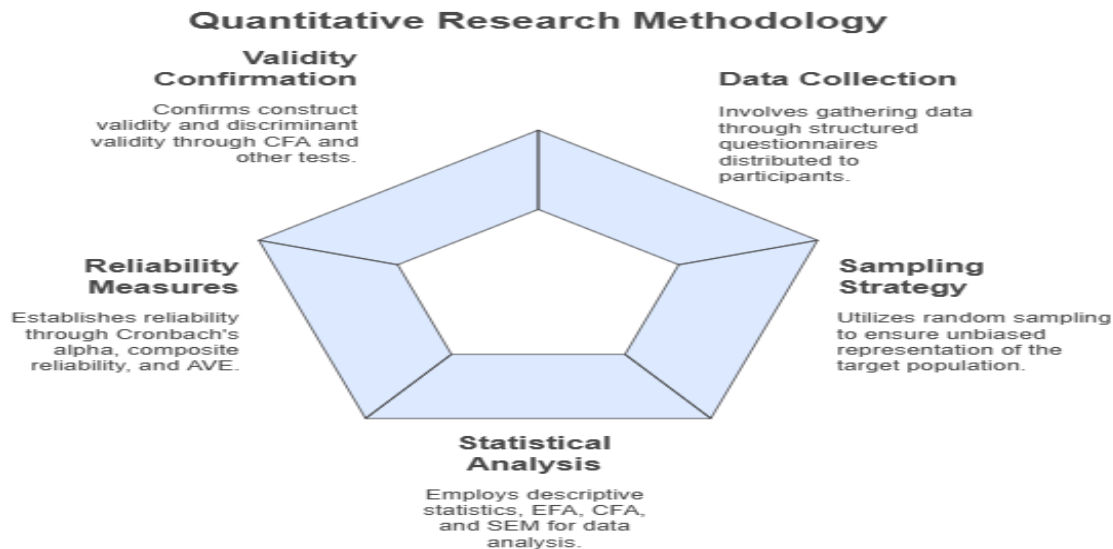 Quantitative Research Methodology
Validity
Confirmation
Confirms construct
validity and discriminant
validity through CFA and
other tests.
Data Collection
Involves gathering data
through structured
questionnaires
distributed to
participants.
Reliability
Measures
Establishes reliability
through Cronbach's
alpha, composite
reliability, and AVE.
Sampling
Strategy
Utilizes random sampling
to ensure unbiased
representation of the
target population.
Statistical
Analysis
Employs descriptive
statistics, EFA, CFA,
and SEM for data
analysis.